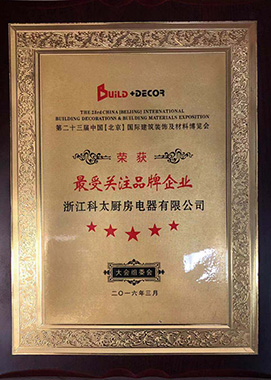 BUILD+DECOR
THE 23rd CHINA [BEIJING] INTERNATIONAL
BUILDING DECORATIONS & BUILDING MATERIALS EXPOSITION
第二十三届中国【北京】国际建筑装饰及材料博览会
荣获
最受关注品牌企业
浙江科太厨房电器有限公司
大会组委会
二〇一六年三月